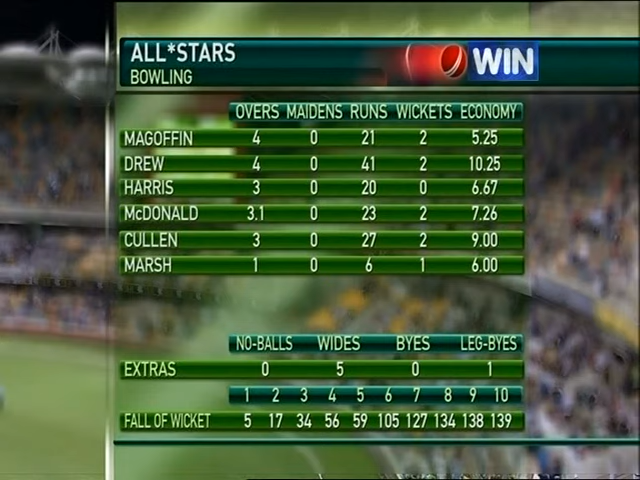 ALL*STARS
WIN
BOWLING
OVERS MAIDENS RUNS WICKETS ECONOMY
MAGOFFIN 4 0 21 2 5.25
DREW 4 0 41 2 10.25
HARRIS 3 0 20 0 6.67
McDONALD 3.1 0 23 2 7.26
CULLEN 3 0 27 2 9.00
MARSH 1 0 6 1 6.00
NO-BALLS WIDES BYES LEG-BYES
EXTRAS 0 5 0 1
1 2 3 4 5 6 7 8 9 10
FALL OF WICKET 5 17 34 56 59 105 127 134 138 139